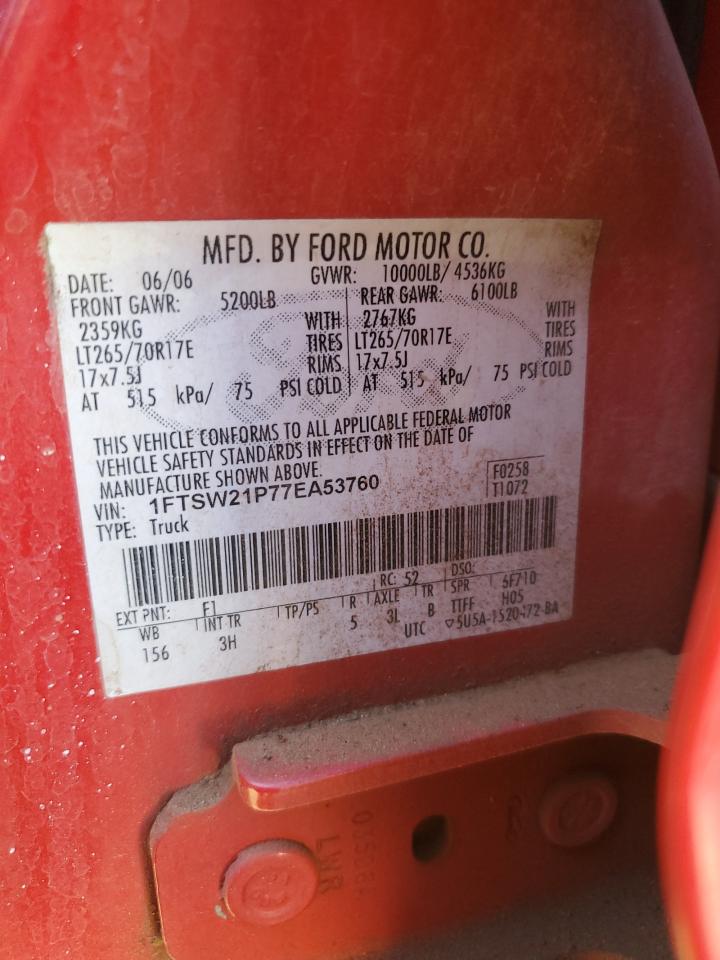 MFD. BY FORD MOTOR CO.
DATE: 06/06 GVWR: 10000LB/ 4536KG
FRONT GAWR: 5200LB REAR GAWR: 6100LB
2359KG WITH 2767KG WITH
LT265/70R17E TIRES LT265/70R17E TIRES
17x7.5J RIMS 17x7.5J RIMS
AT 515 kPa/ 75 PSI COLD AT 515 kPa/ 75 PSI COLD
THIS VEHICLE CONFORMS TO ALL APPLICABLE FEDERAL MOTOR
VEHICLE SAFETY STANDARDS IN EFFECT ON THE DATE OF
MANUFACTURE SHOWN ABOVE.
VIN: 1FTSW21P77EA53760 F0258
TYPE: Truck T1072
EXT PNT: F1 RC: 52 DSO:
WB INT TR TP/PS R AXLE TR SPR 6F710
156 3H 5 3L B TTFF H05
UTC ▽5U5A-1520472-BA
LWR